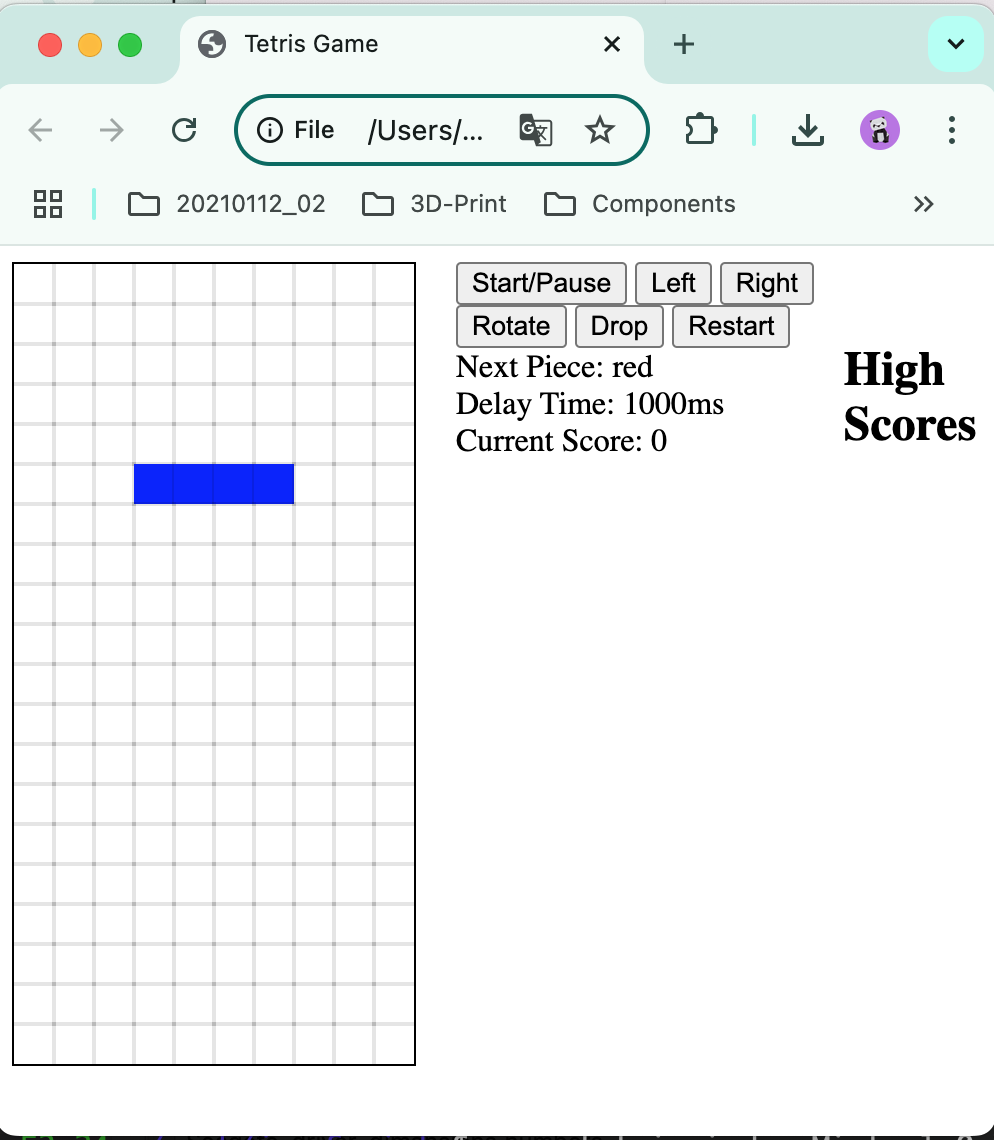 Tetris Game
File /Users/...
20210112_02 3D-Print Components
Start/Pause Left Right
Rotate Drop Restart
Next Piece: red
Delay Time: 1000ms
Current Score: 0
High
Scores